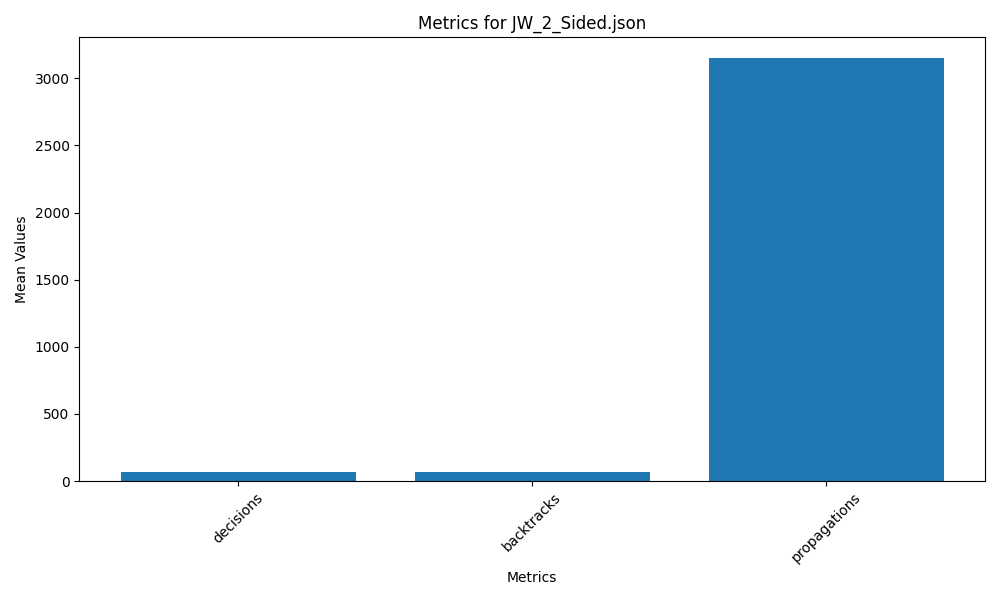 Metrics for JW_2_Sided.json
Mean Values
3000
2500
2000
1500
1000
500
0
decisions
backtracks
propagations
Metrics